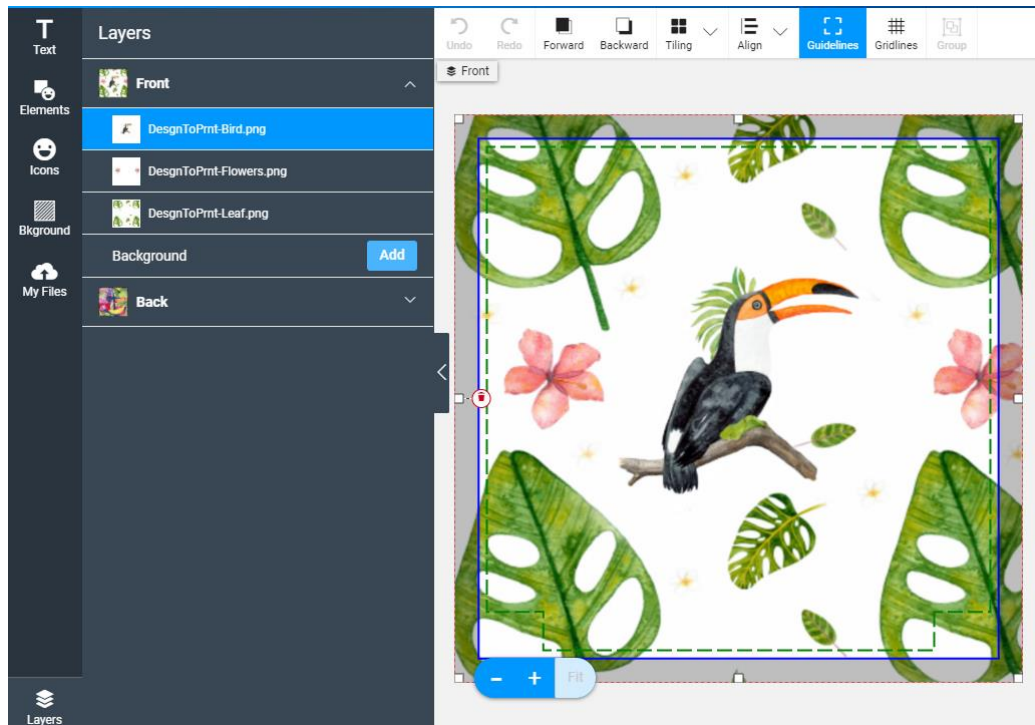 Text
Elements
Icons
Bkground
My Files
Layers
Layers
Front
DesgnToPrnt-Bird.png
DesgnToPrnt-Flowers.png
DesgnToPrnt-Leaf.png
Background
Add
Back
Undo
Redo
Forward
Backward
Tiling
Align
Guidelines
Gridlines
Group
Front
- + Fit